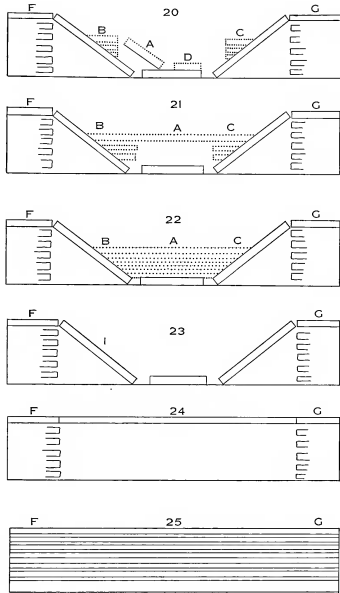 F 20 G
B A C
D
F 21 G
B A C
F 22 G
B A C
F 23 G
I
F 24 G
F 25 G